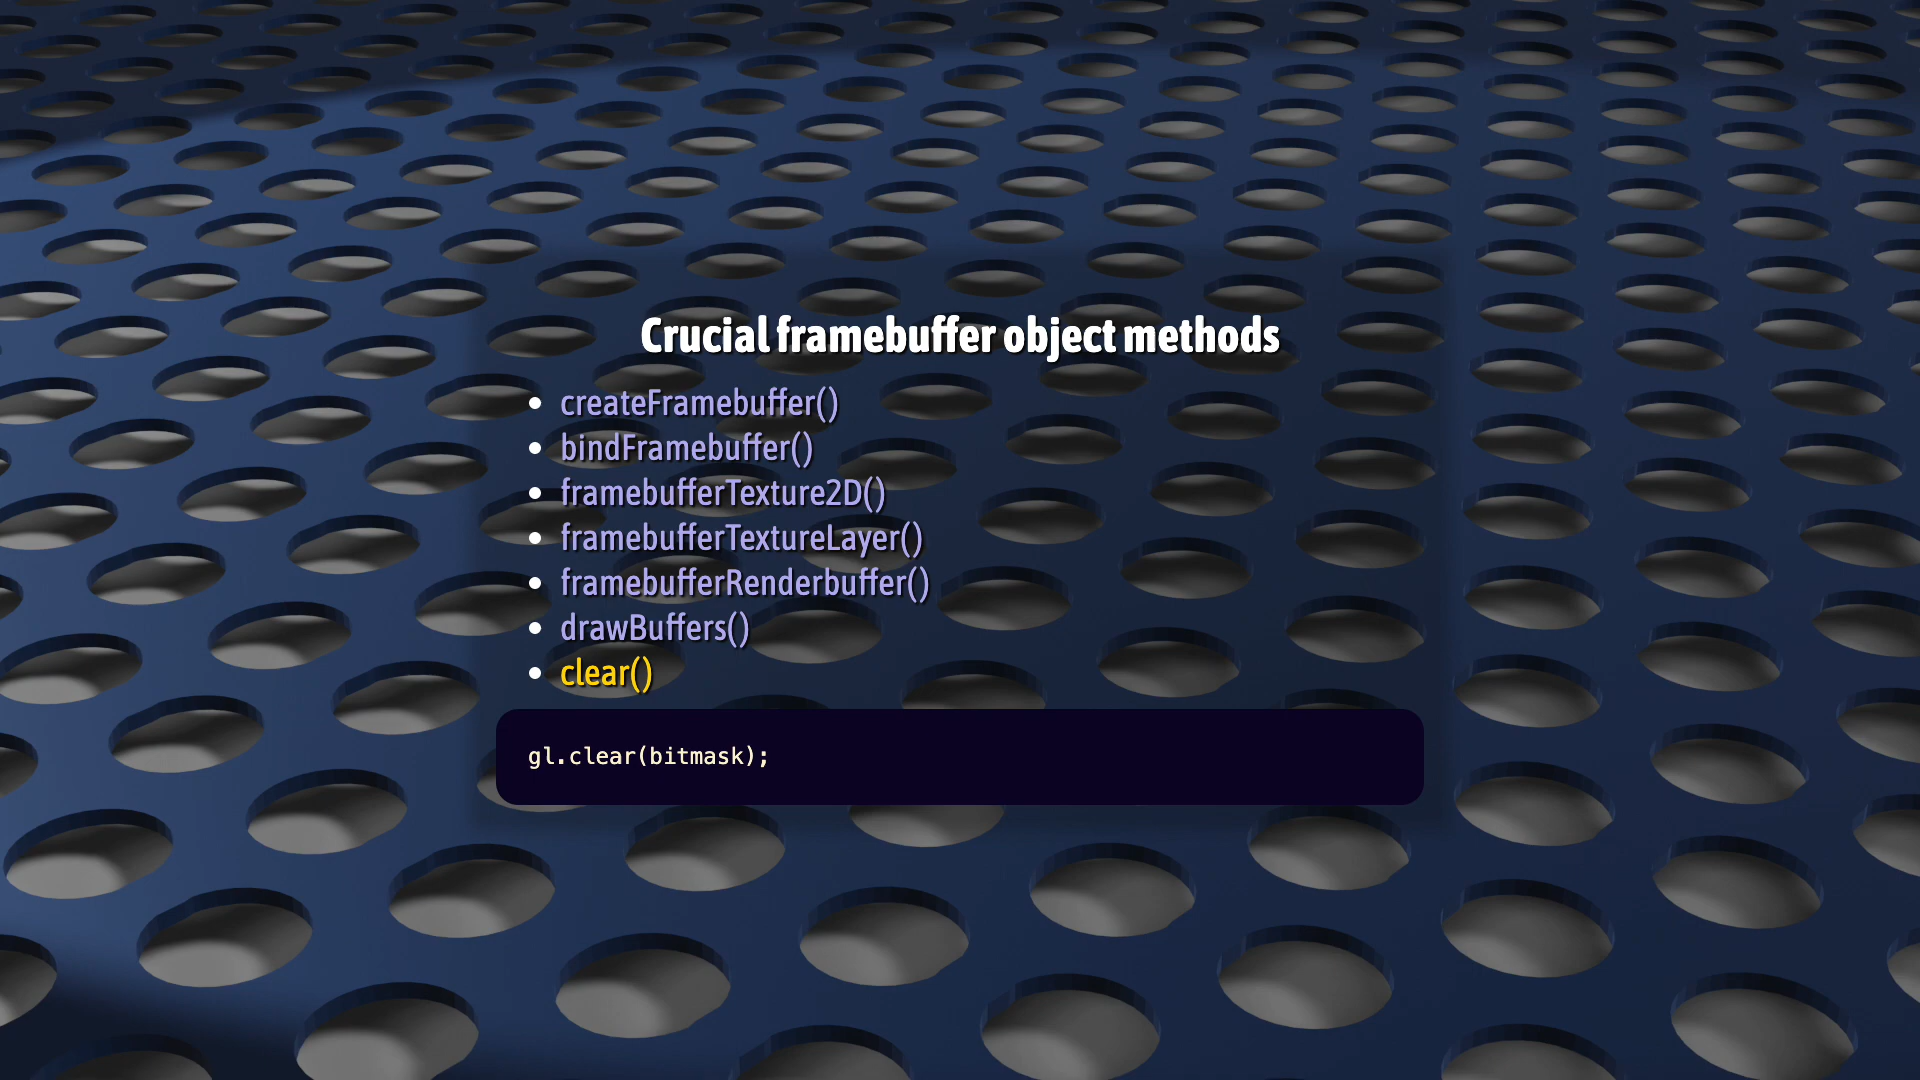 Crucial framebuffer object methods
createFramebuffer()
bindFramebuffer()
framebufferTexture2D()
framebufferTextureLayer()
framebufferRenderbuffer()
drawBuffers()
clear()
gl.clear(bitmask);